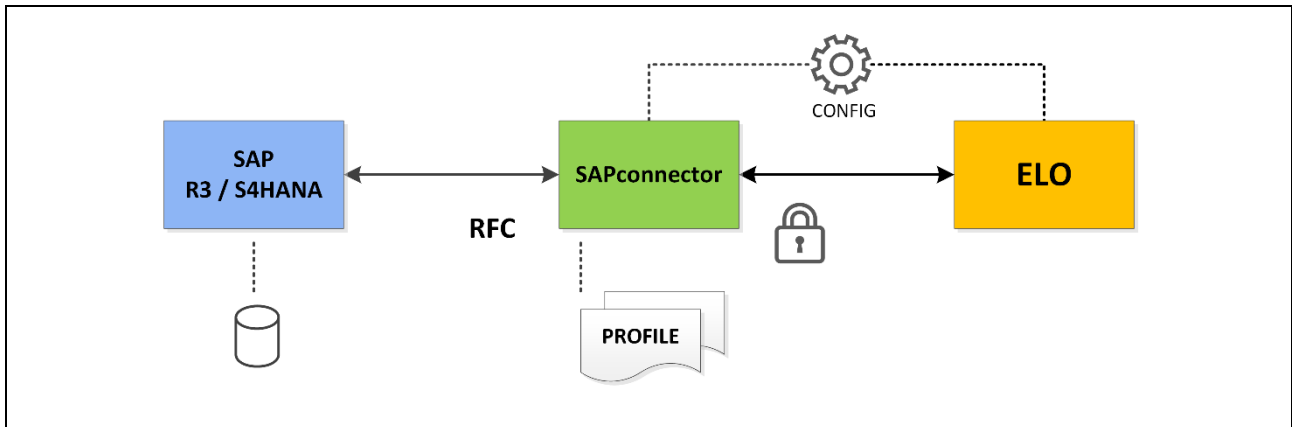 CONFIG
SAP
R3 / S4HANA
SAPconnector
ELO
RFC
PROFILE